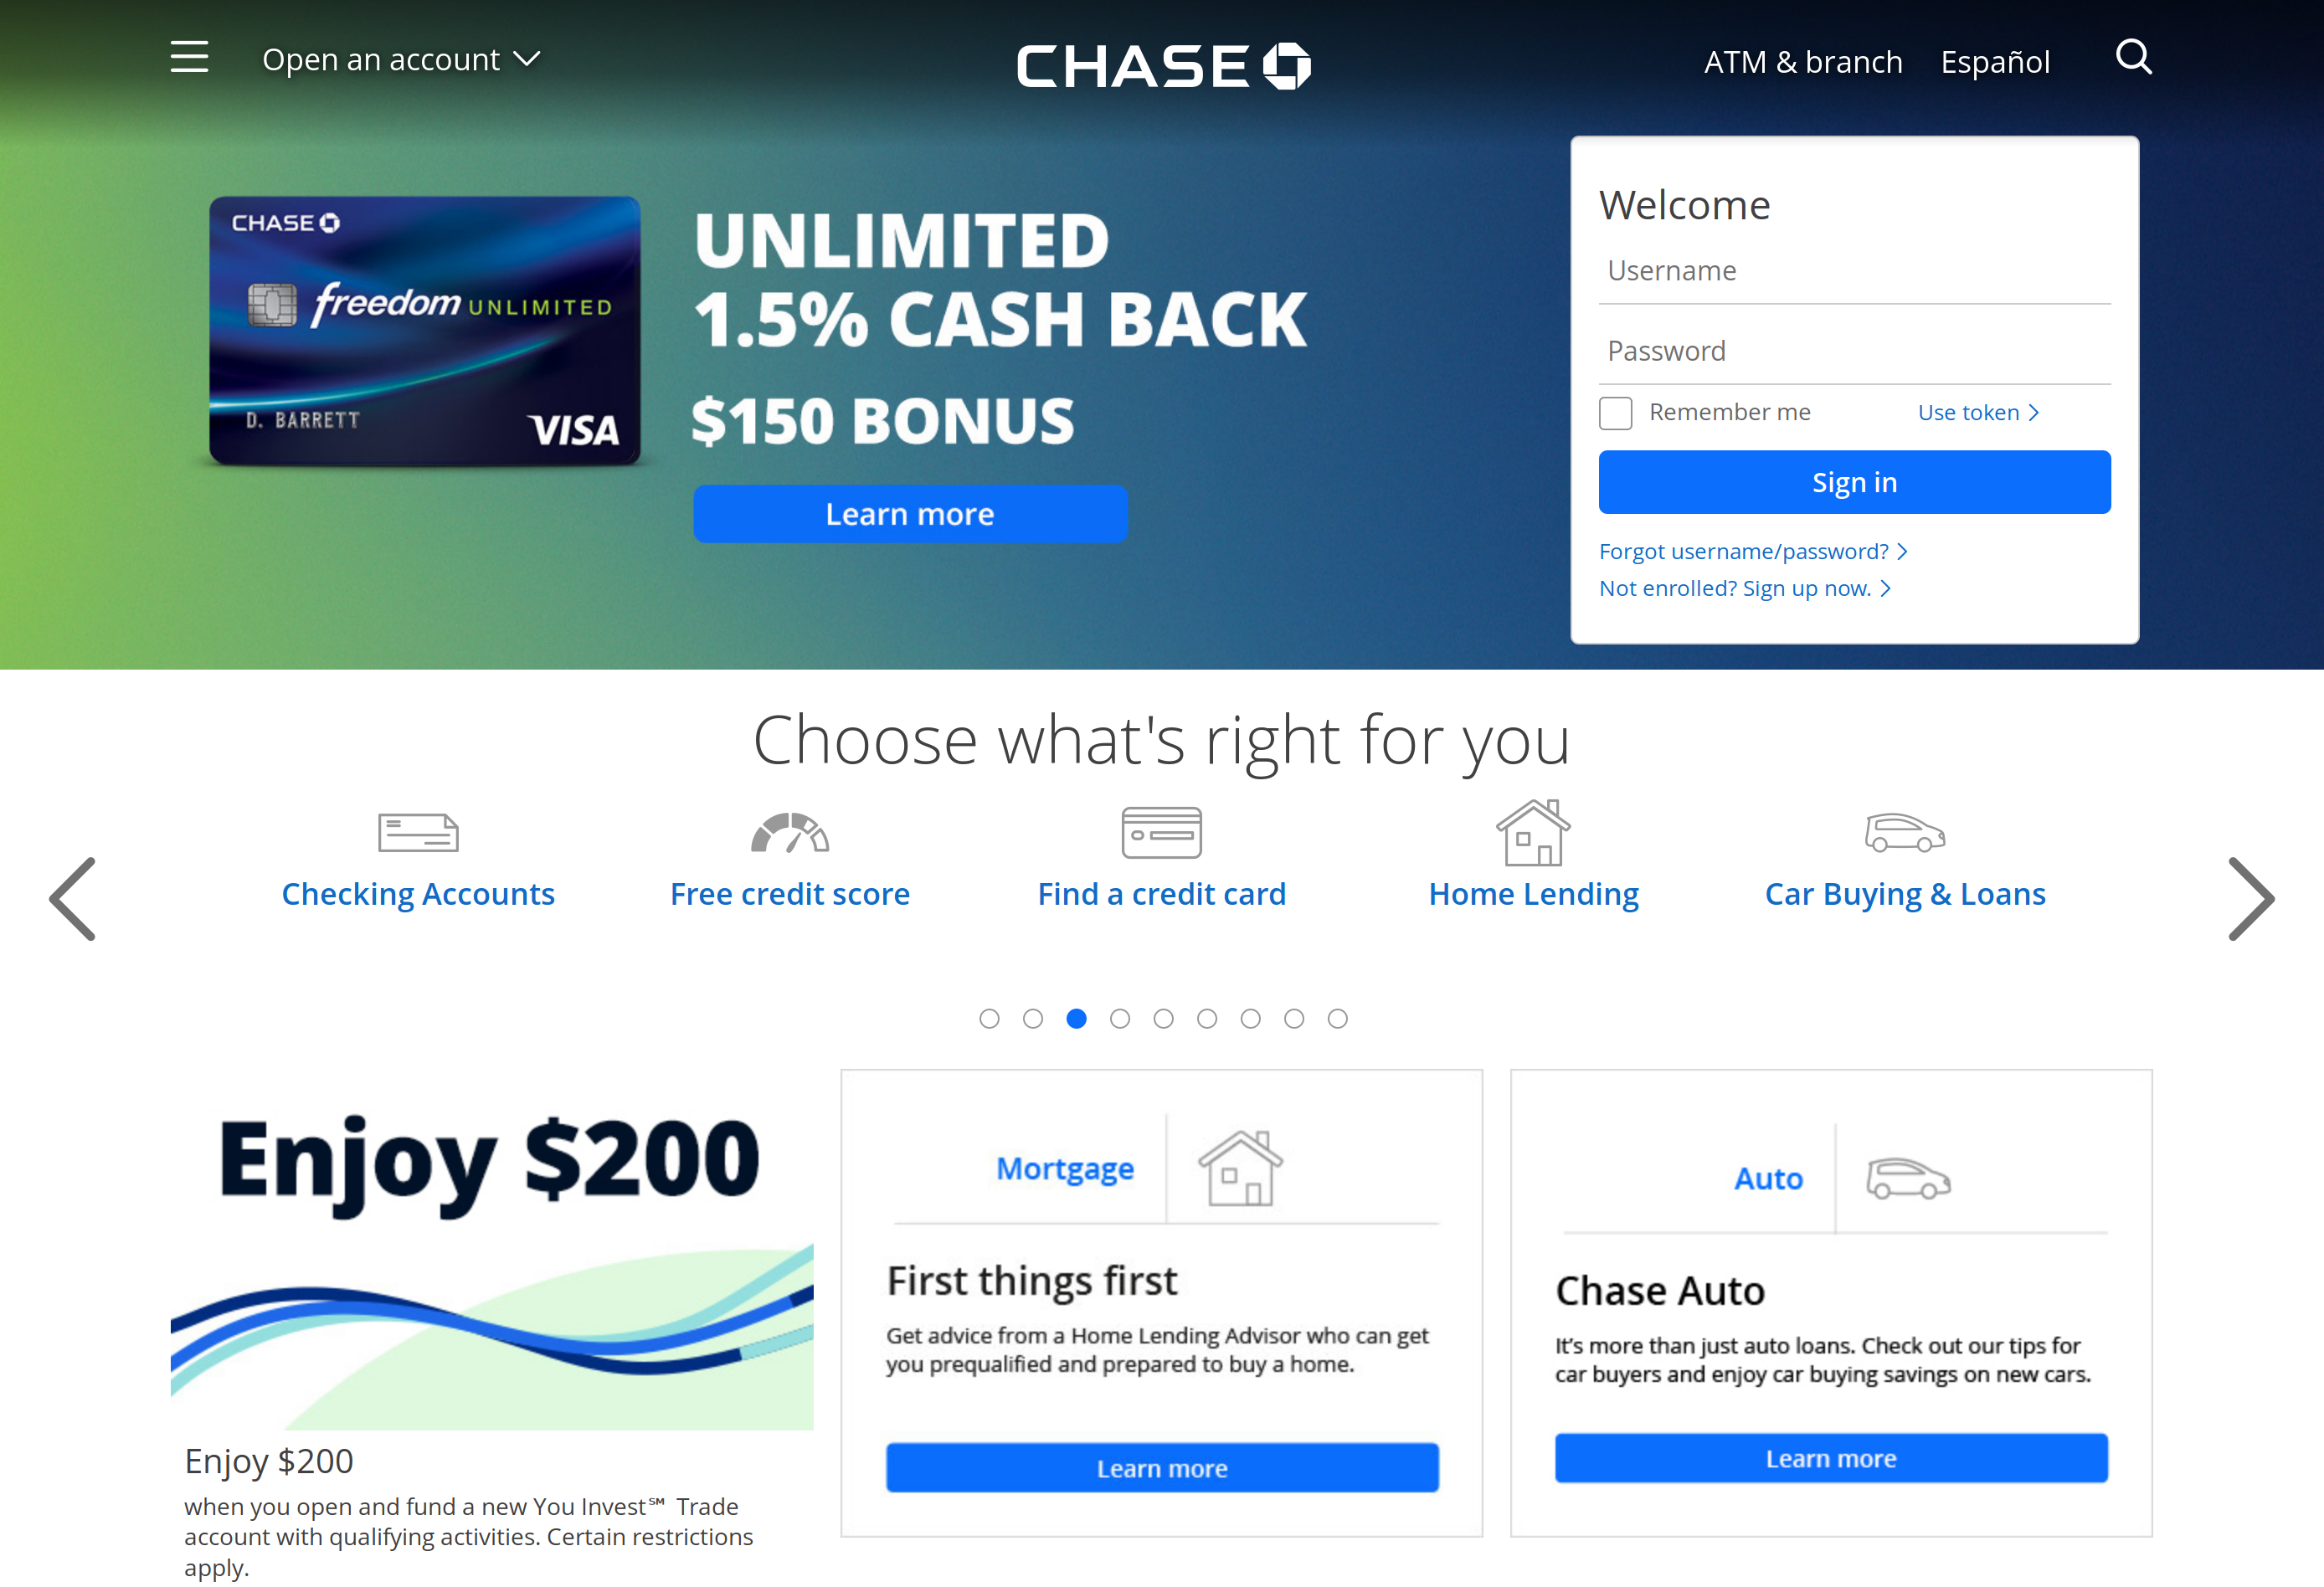 Open an account
CHASE
ATM & branch
Español
CHASE
freedom UNLIMITED
D. BARRETT
VISA
UNLIMITED
1.5% CASH BACK
$150 BONUS
Learn more
Welcome
Username
Password
Remember me
Use token
Sign in
Forgot username/password?
Not enrolled? Sign up now.
Choose what's right for you
Checking Accounts
Free credit score
Find a credit card
Home Lending
Car Buying & Loans
Enjoy $200
Enjoy $200
when you open and fund a new You Invest℠ Trade
account with qualifying activities. Certain restrictions
apply.
Mortgage
First things first
Get advice from a Home Lending Advisor who can get
you prequalified and prepared to buy a home.
Learn more
Auto
Chase Auto
It’s more than just auto loans. Check out our tips for
car buyers and enjoy car buying savings on new cars.
Learn more